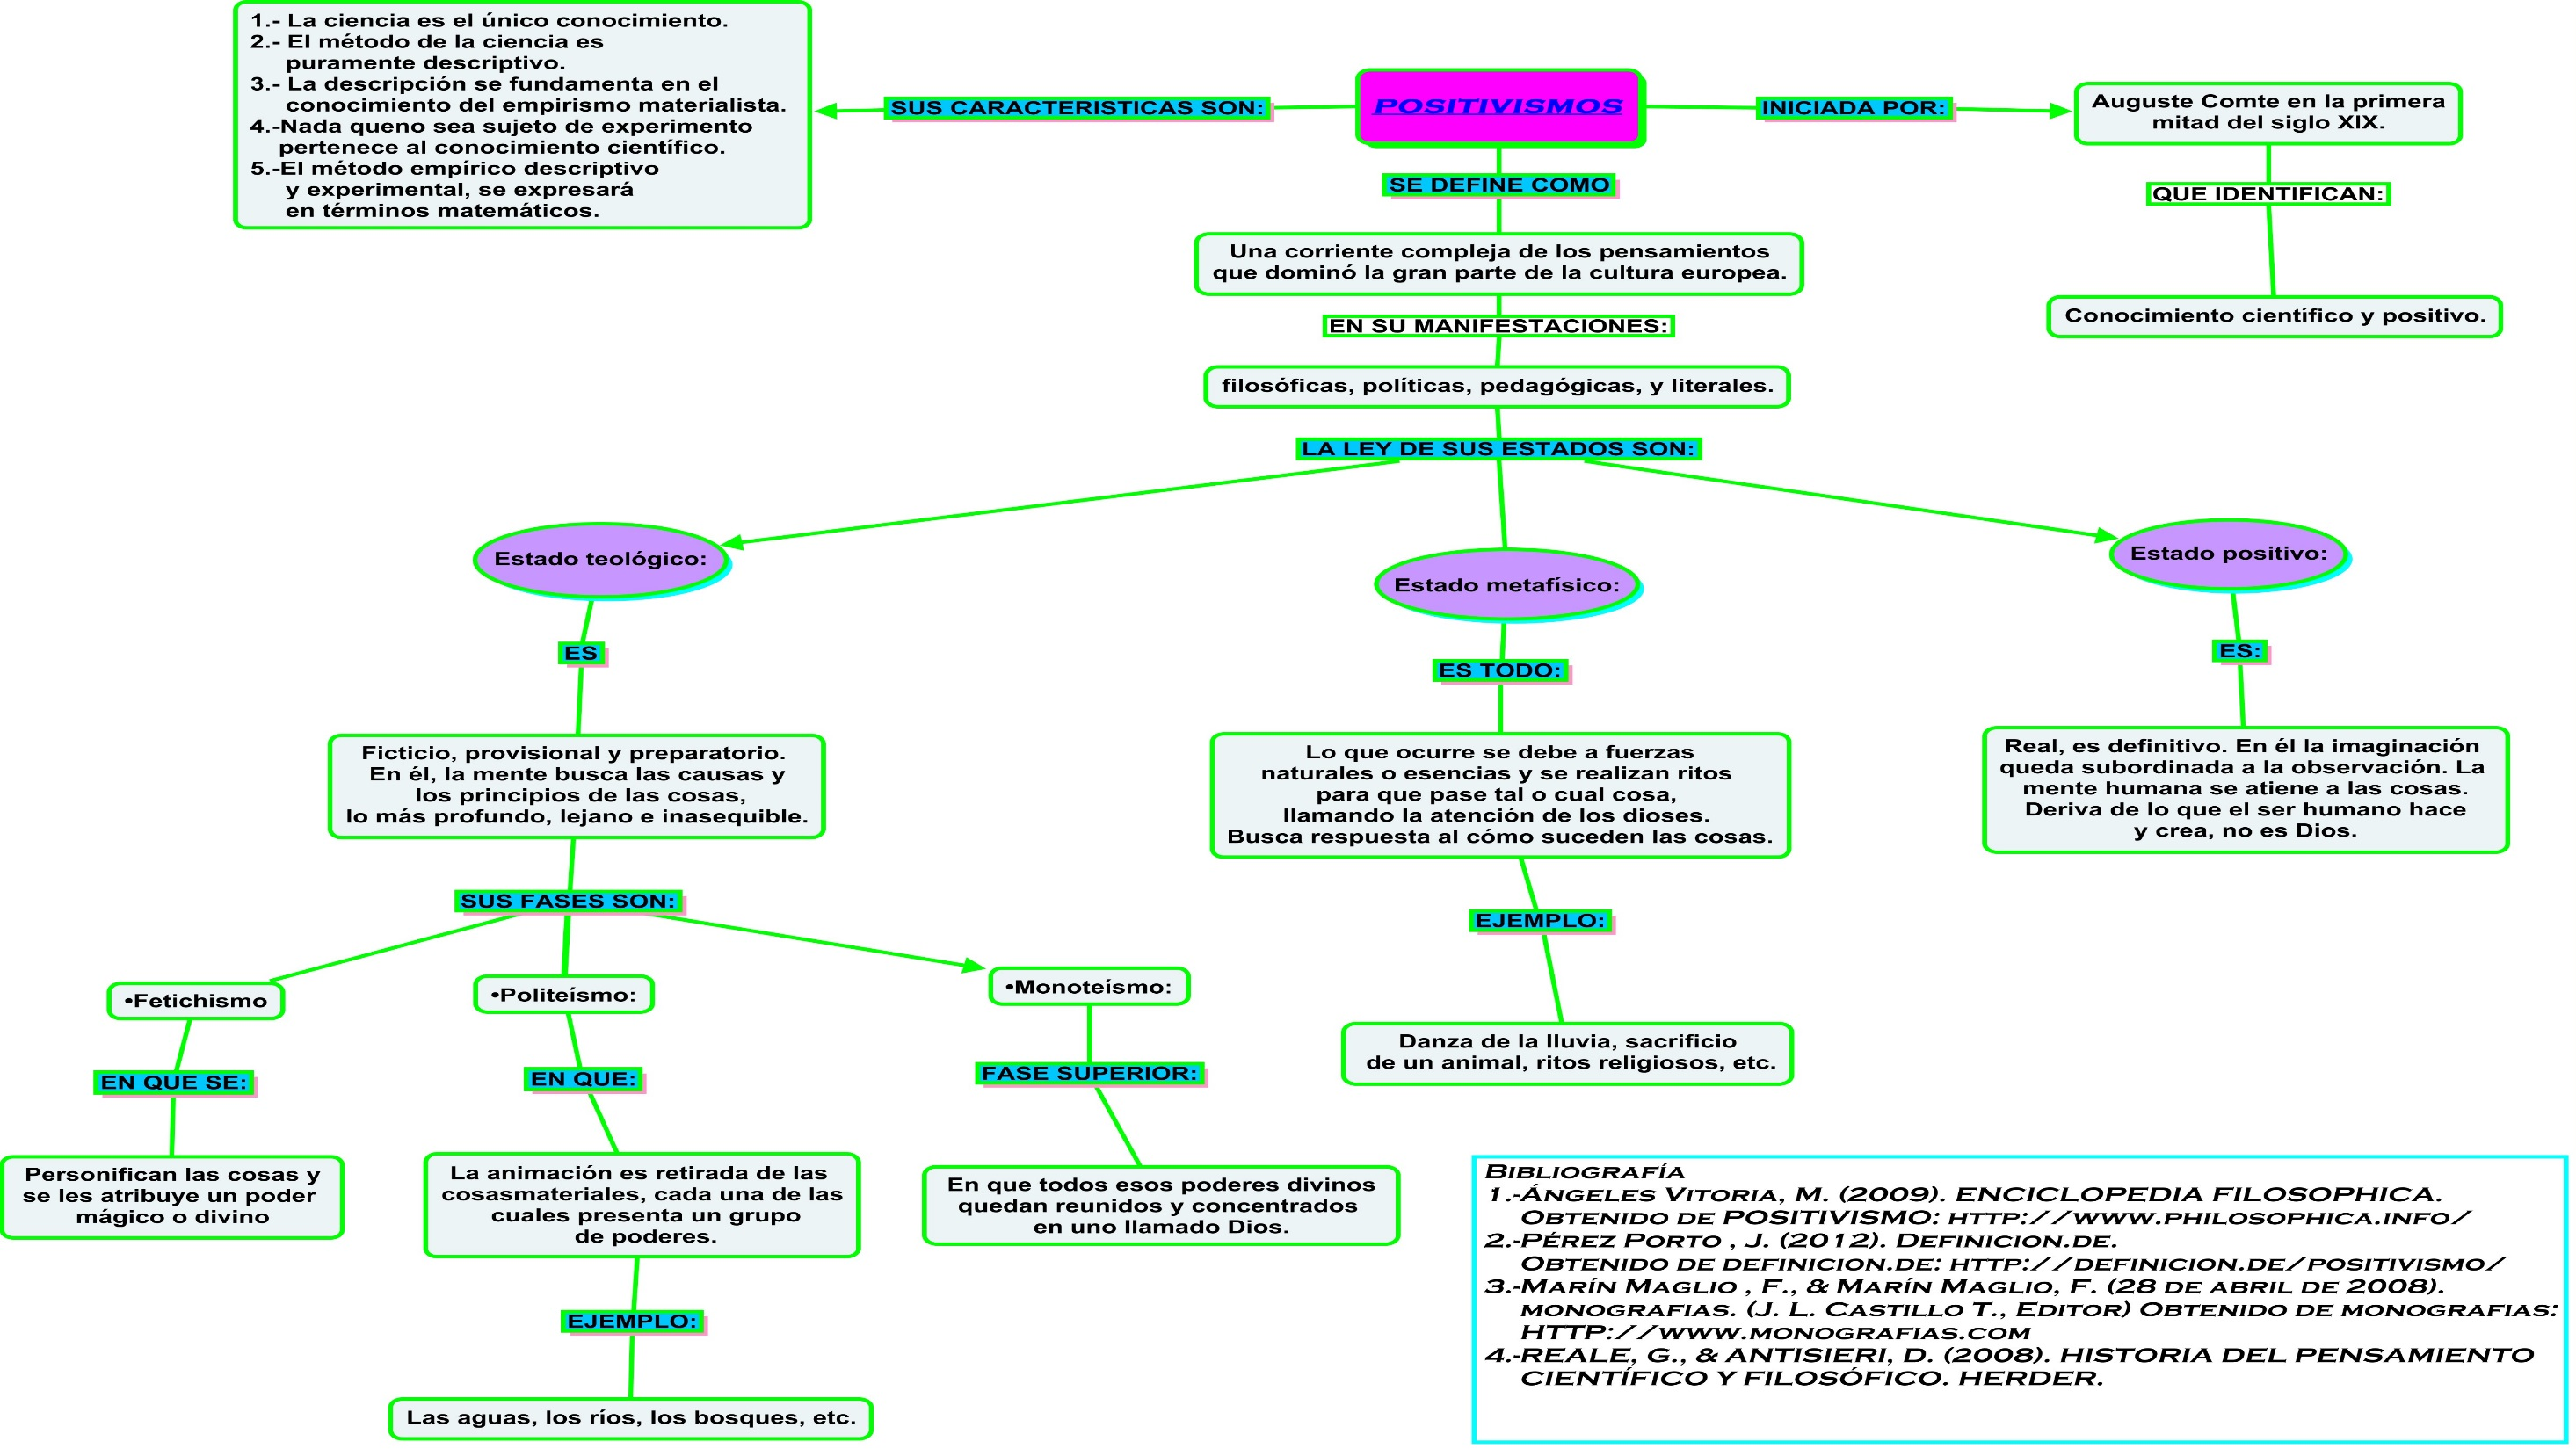 1.- La ciencia es el único conocimiento.
2.- El método de la ciencia es
puramente descriptivo.
3.- La descripción se fundamenta en el
conocimiento del empirismo materialista.
4.-Nada queno sea sujeto de experimento
pertenece al conocimiento científico.
5.-El método empírico descriptivo
y experimental, se expresará
en términos matemáticos.
SUS CARACTERISTICAS SON:
POSITIVISMOS
INICIADA POR:
Auguste Comte en la primera
mitad del siglo XIX.
QUE IDENTIFICAN:
Conocimiento científico y positivo.
SE DEFINE COMO
Una corriente compleja de los pensamientos
que dominó la gran parte de la cultura europea.
EN SU MANIFESTACIONES:
filosóficas, políticas, pedagógicas, y literales.
LA LEY DE SUS ESTADOS SON:
Estado teológico:
Estado metafísico:
Estado positivo:
ES
ES TODO:
ES:
Ficticio, provisional y preparatorio.
En él, la mente busca las causas y
los principios de las cosas,
lo más profundo, lejano e inasequible.
Lo que ocurre se debe a fuerzas
naturales o esencias y se realizan ritos
para que pase tal o cual cosa,
llamando la atención de los dioses.
Busca respuesta al cómo suceden las cosas.
Real, es definitivo. En él la imaginación
queda subordinada a la observación. La
mente humana se atiene a las cosas.
Deriva de lo que el ser humano hace
y crea, no es Dios.
SUS FASES SON:
EJEMPLO:
•Fetichismo
•Politeísmo:
•Monoteísmo:
Danza de la lluvia, sacrificio
de un animal, ritos religiosos, etc.
EN QUE SE:
EN QUE:
FASE SUPERIOR:
Personifican las cosas y
se les atribuye un poder
mágico o divino
La animación es retirada de las
cosasmateriales, cada una de las
cuales presenta un grupo
de poderes.
En que todos esos poderes divinos
quedan reunidos y concentrados
en uno llamado Dios.
EJEMPLO:
Las aguas, los ríos, los bosques, etc.
Bibliografía
1.-Ángeles Vitoria, M. (2009). ENCICLOPEDIA FILOSOPHICA.
Obtenido de POSITIVISMO: http://www.philosophica.info/
2.-Pérez Porto , J. (2012). Definicion.de.
Obtenido de definicion.de: http://definicion.de/positivismo/
3.-Marín Maglio , F., & Marín Maglio, F. (28 de abril de 2008).
monografias. (J. L. Castillo T., Editor) Obtenido de monografias:
HTTP://www.monografias.com
4.-REALE, G., & ANTISIERI, D. (2008). HISTORIA DEL PENSAMIENTO
CIENTÍFICO Y FILOSÓFICO. HERDER.